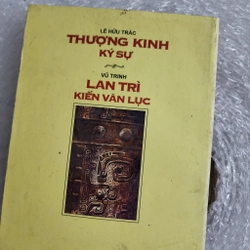 LÊ HỮU TRÁC
THƯỢNG KINH
KÝ SỰ
VŨ TRINH
LAN TRÌ
KIẾN VĂN LỤC